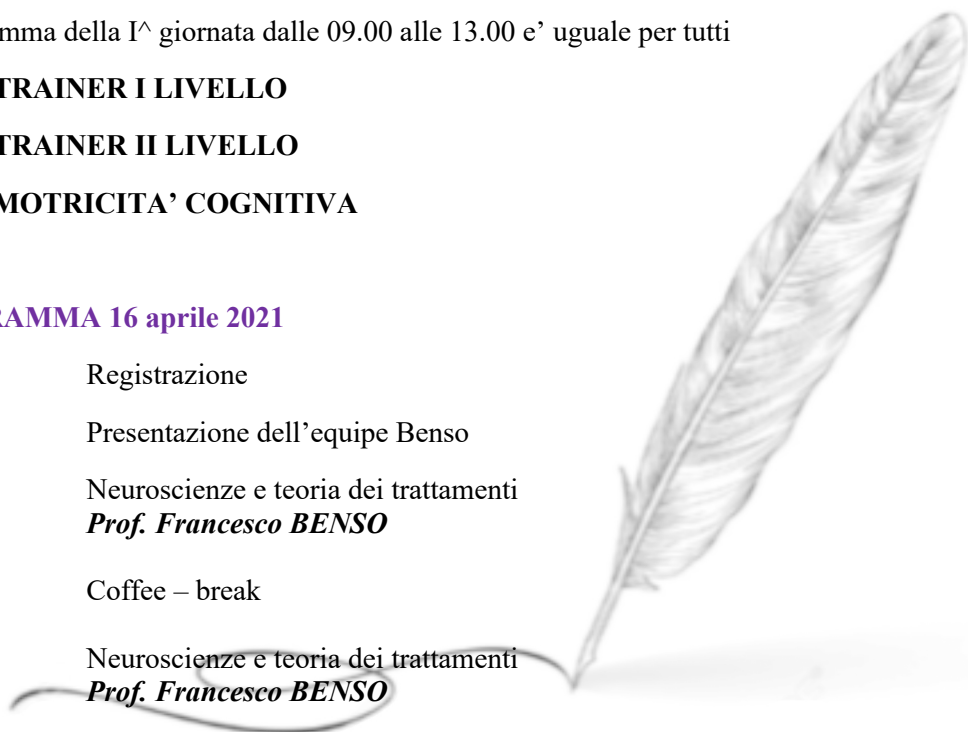 mma della I^ giornata dalle 09.00 alle 13.00 e’ uguale per tutti
TRAINER I LIVELLO
TRAINER II LIVELLO
MOTRICITA’ COGNITIVA
RAMMA 16 aprile 2021
Registrazione
Presentazione dell’equipe Benso
Neuroscienze e teoria dei trattamenti
Prof. Francesco BENSO
Coffee – break
Neuroscienze e teoria dei trattamenti
Prof. Francesco BENSO